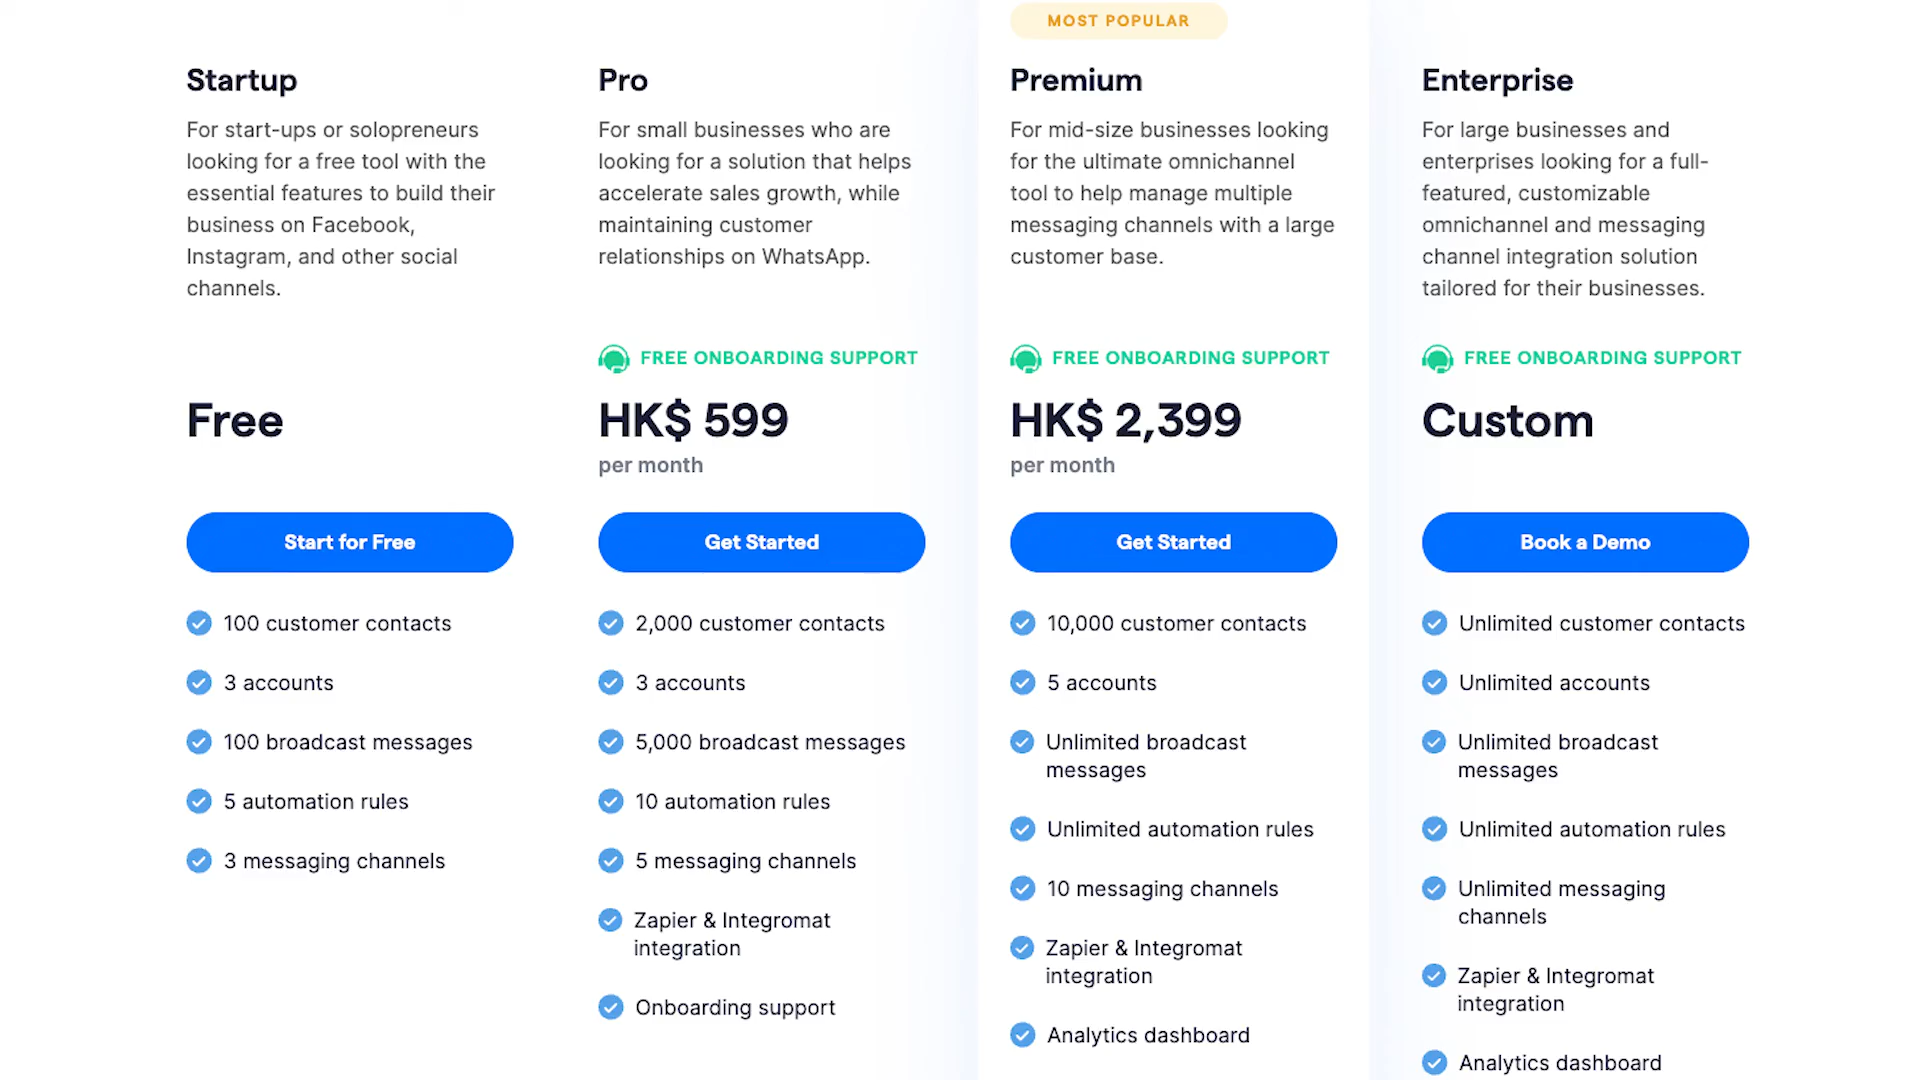 MOST POPULAR
Startup
For start-ups or solopreneurs
looking for a free tool with the
essential features to build their
business on Facebook,
Instagram, and other social
channels.
Free
Start for Free
100 customer contacts
3 accounts
100 broadcast messages
5 automation rules
3 messaging channels
Pro
For small businesses who are
looking for a solution that helps
accelerate sales growth, while
maintaining customer
relationships on WhatsApp.
FREE ONBOARDING SUPPORT
HK$ 599
per month
Get Started
2,000 customer contacts
3 accounts
5,000 broadcast messages
10 automation rules
5 messaging channels
Zapier & Integromat
integration
Onboarding support
Premium
For mid-size businesses looking
for the ultimate omnichannel
tool to help manage multiple
messaging channels with a large
customer base.
FREE ONBOARDING SUPPORT
HK$ 2,399
per month
Get Started
10,000 customer contacts
5 accounts
Unlimited broadcast
messages
Unlimited automation rules
10 messaging channels
Zapier & Integromat
integration
Analytics dashboard
Enterprise
For large businesses and
enterprises looking for a full-
featured, customizable
omnichannel and messaging
channel integration solution
tailored for their businesses.
FREE ONBOARDING SUPPORT
Custom
Book a Demo
Unlimited customer contacts
Unlimited accounts
Unlimited broadcast
messages
Unlimited automation rules
Unlimited messaging
channels
Zapier & Integromat
integration
Analytics dashboard